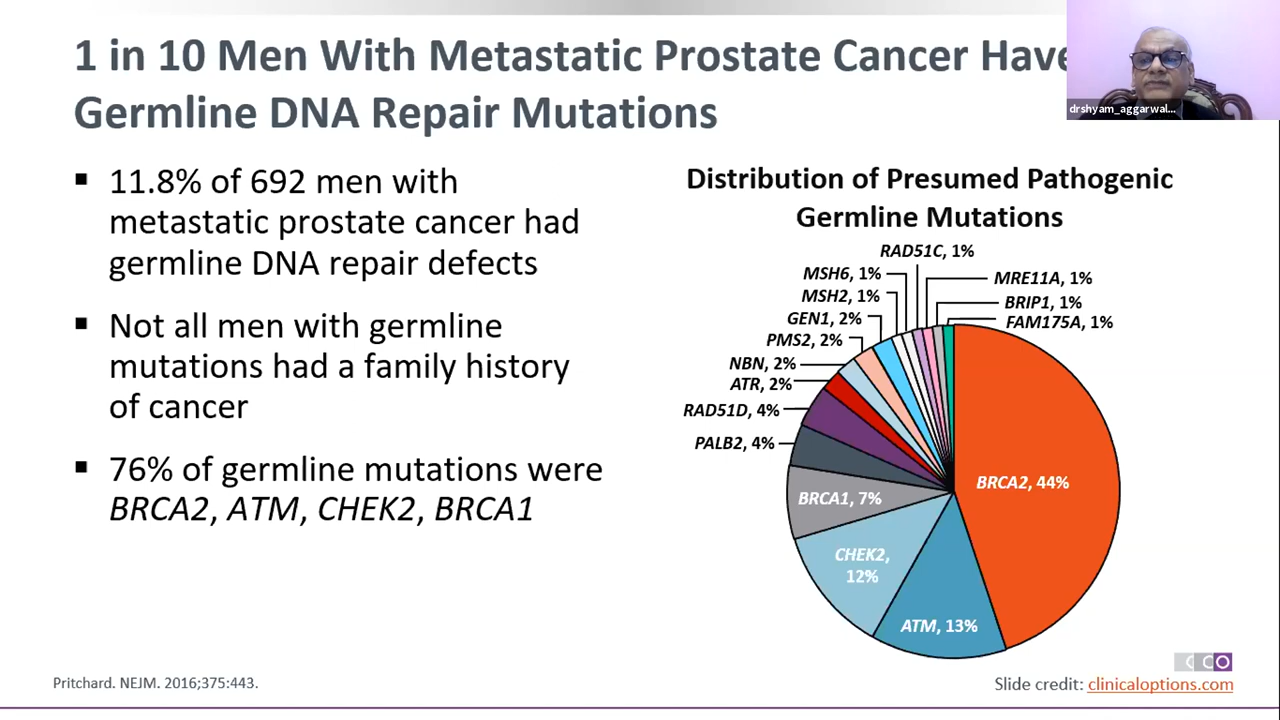 1 in 10 Men With Metastatic Prostate Cancer Have
Germline DNA Repair Mutations
drshyam_aggarwal...
▪ 11.8% of 692 men with
metastatic prostate cancer had
germline DNA repair defects
▪ Not all men with germline
mutations had a family history
of cancer
▪ 76% of germline mutations were
BRCA2, ATM, CHEK2, BRCA1
Distribution of Presumed Pathogenic
Germline Mutations
RAD51C, 1%
MSH6, 1%
MRE11A, 1%
MSH2, 1%
BRIP1, 1%
GEN1, 2%
FAM175A, 1%
PMS2, 2%
NBN, 2%
ATR, 2%
RAD51D, 4%
PALB2, 4%
BRCA2, 44%
BRCA1, 7%
CHEK2,
12%
ATM, 13%
CCO
Pritchard. NEJM. 2016;375:443.
Slide credit: clinicaloptions.com